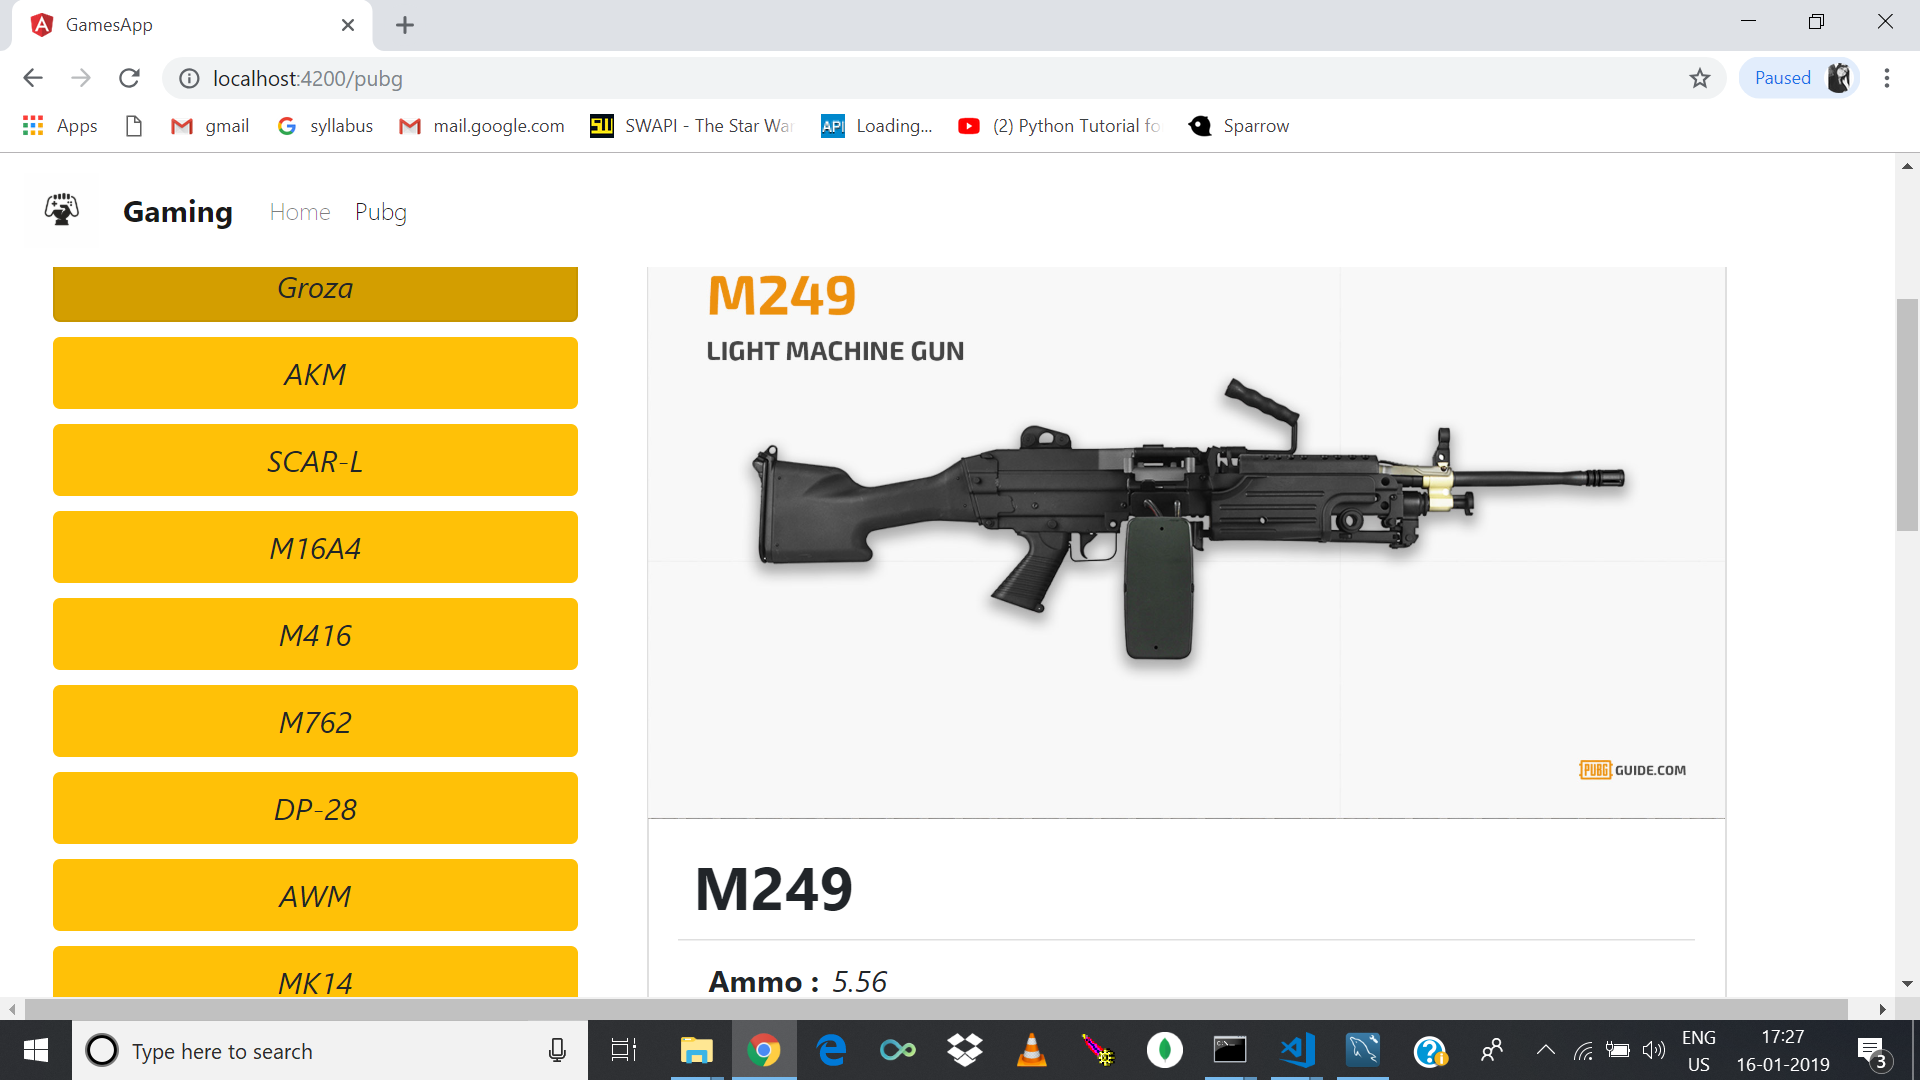 GamesApp
localhost:4200/pubg
Paused
Apps
gmail
syllabus
mail.google.com
SWAPI - The Star Wa
API
Loading...
(2) Python Tutorial fo
Sparrow
Gaming
Home
Pubg
Groza
AKM
SCAR-L
M16A4
M416
M762
DP-28
AWM
MK14
M249
LIGHT MACHINE GUN
PUBG GUIDE.COM
M249
Ammo : 5.56
Type here to search
ENG
US
17:27
16-01-2019
3